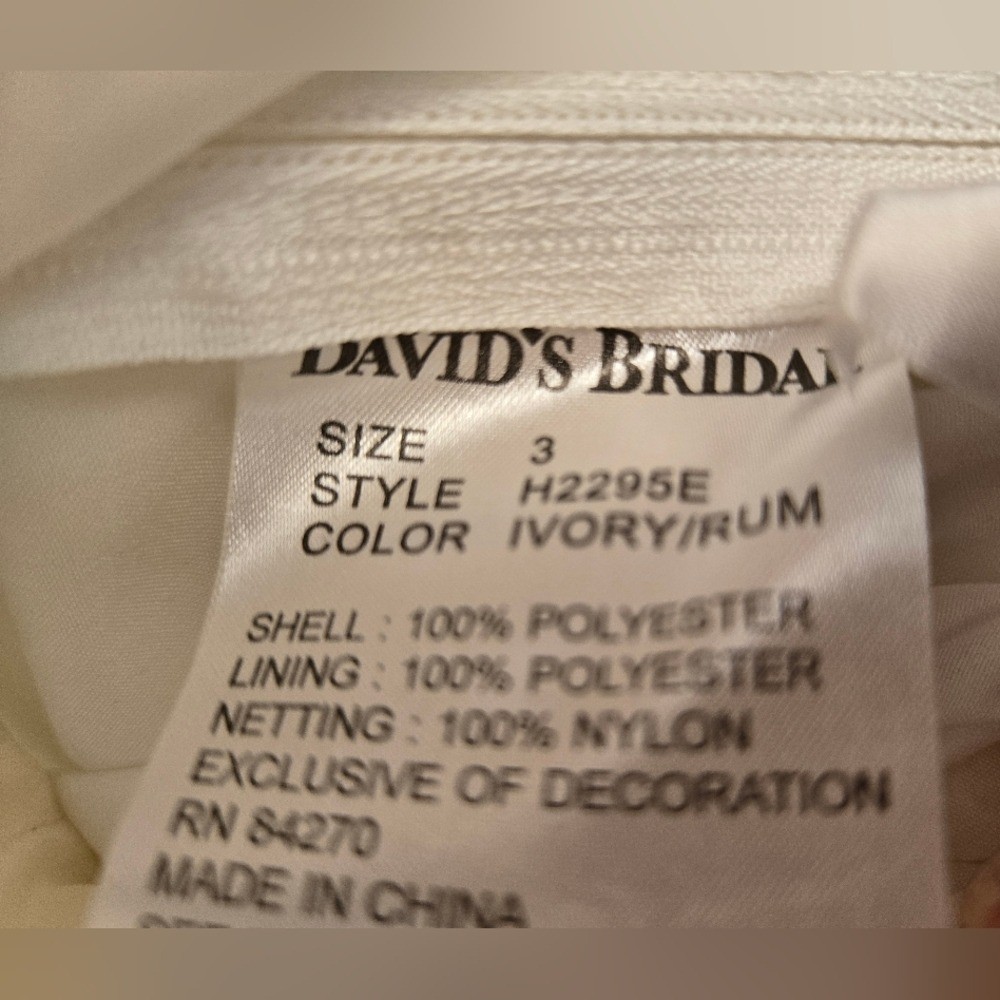 DAVID'S BRIDAL
SIZE 3
STYLE H2295E
COLOR IVORY/RUM
SHELL : 100% POLYESTER
LINING : 100% POLYESTER
NETTING : 100% NYLON
EXCLUSIVE OF DECORATION
RN 84270
MADE IN CHINA